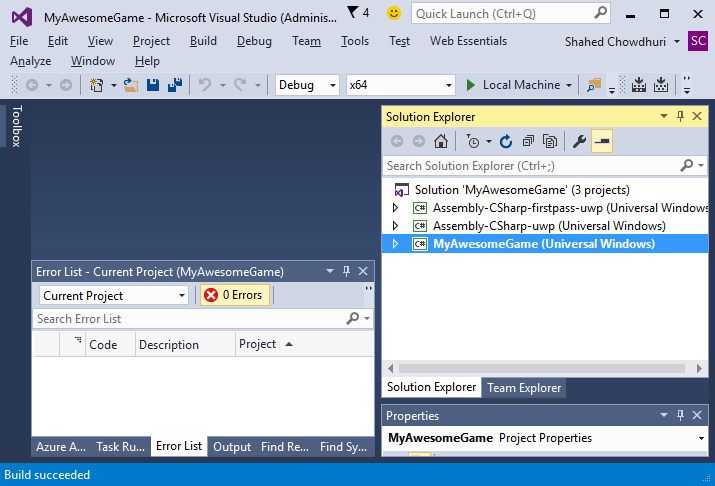 MyAwesomeGame - Microsoft Visual Studio (Adminis...
4
Quick Launch (Ctrl+Q)
File Edit View Project Build Debug Team Tools Test Web Essentials Shahed Chowdhuri SC
Analyze Window Help
Debug x64 Local Machine
Toolbox
Solution Explorer
Search Solution Explorer (Ctrl+;)
Solution 'MyAwesomeGame' (3 projects)
C# Assembly-CSharp-firstpass-uwp (Universal Windows
C# Assembly-CSharp-uwp (Universal Windows)
C# MyAwesomeGame (Universal Windows)
Error List - Current Project (MyAwesomeGame)
Current Project 0 Errors
Search Error List
Code Description Project
Solution Explorer Team Explorer
Properties
MyAwesomeGame Project Properties
Azure A... Task Ru... Error List Output Find Re... Find Sy...
Build succeeded